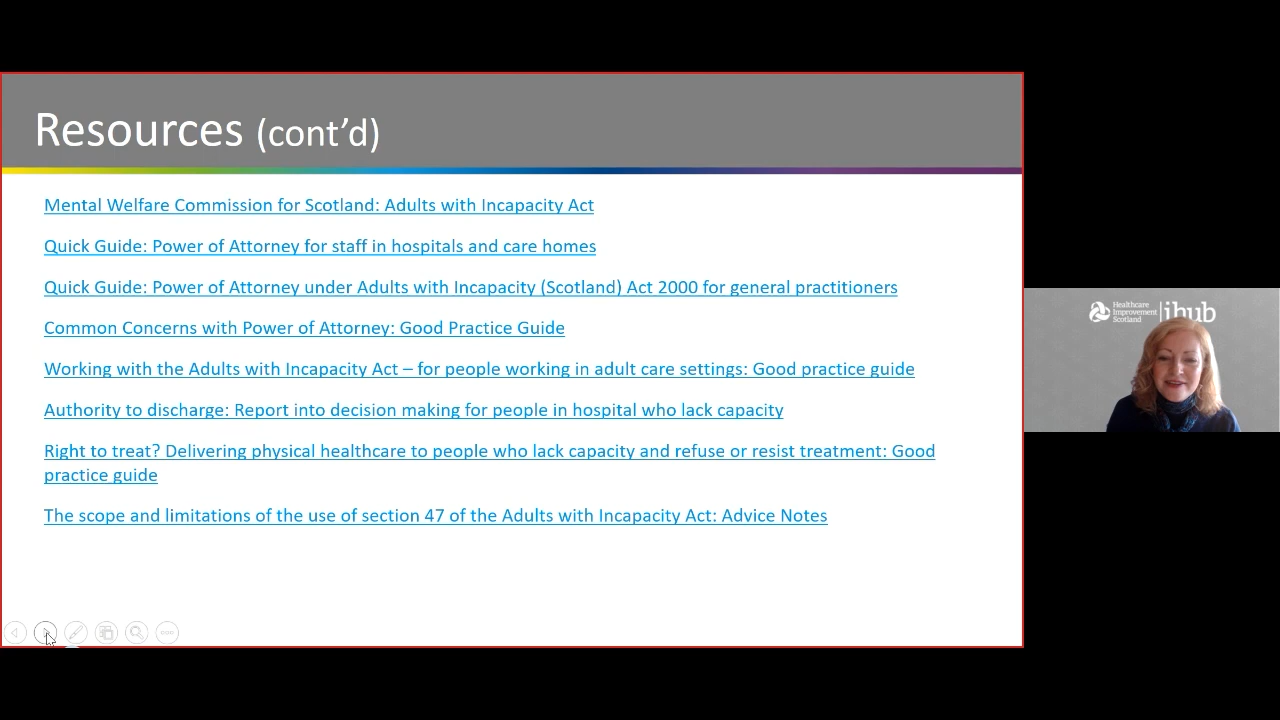 Resources (cont’d)
Mental Welfare Commission for Scotland: Adults with Incapacity Act
Quick Guide: Power of Attorney for staff in hospitals and care homes
Quick Guide: Power of Attorney under Adults with Incapacity (Scotland) Act 2000 for general practitioners
Common Concerns with Power of Attorney: Good Practice Guide
Working with the Adults with Incapacity Act – for people working in adult care settings: Good practice guide
Authority to discharge: Report into decision making for people in hospital who lack capacity
Right to treat? Delivering physical healthcare to people who lack capacity and refuse or resist treatment: Good
practice guide
The scope and limitations of the use of section 47 of the Adults with Incapacity Act: Advice Notes
Healthcare
Improvement
Scotland
ihub